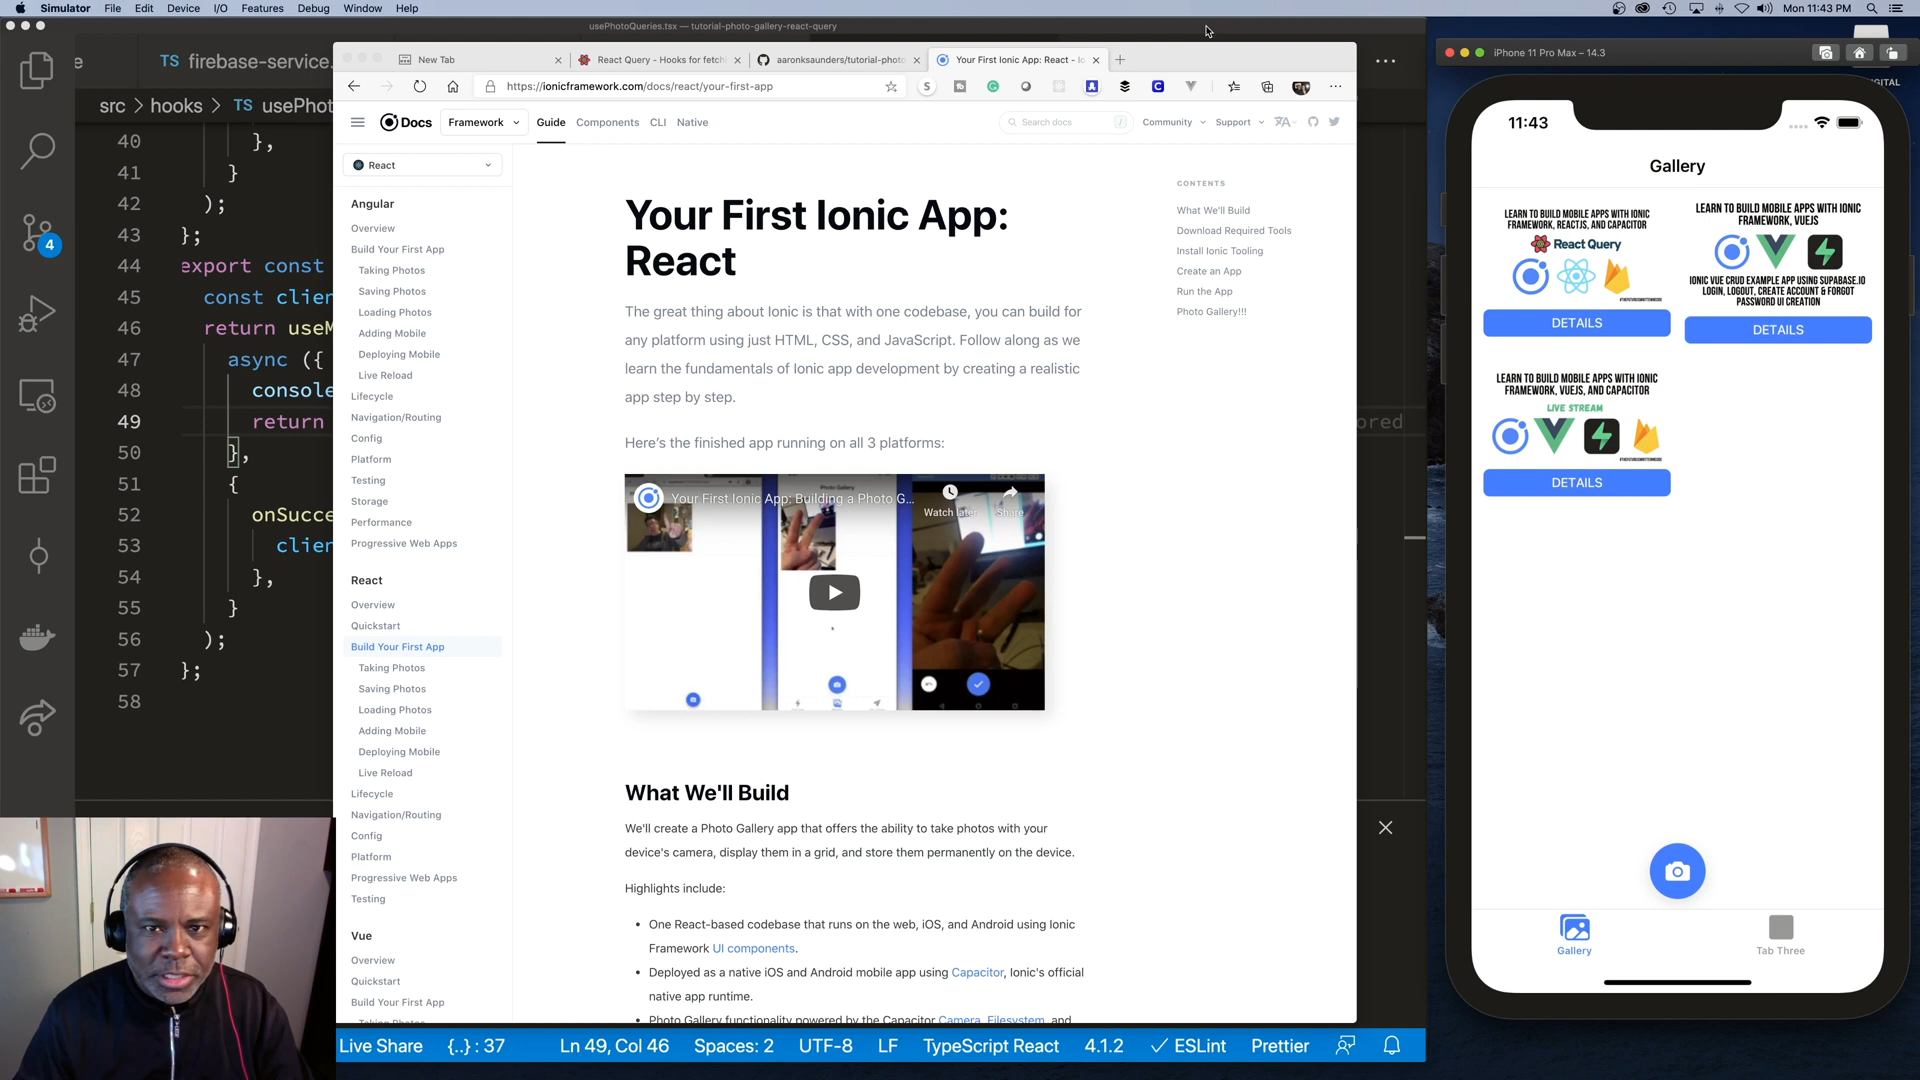 Simulator File Edit Device I/O Features Debug Window Help
Mon 11:43 PM
usePhotoQueries.tsx — tutorial-photo-gallery-react-query
TS firebase-service.
src > hooks > TS usePhot
40 },
41 }
42 );
43 };
44 export const
45 const clien
46 return useM
47 async ({
48 console
49 return
50 },
51 {
52 onSucce
53 clien
54 },
55 }
56 );
57 };
58
4
New Tab
React Query - Hooks for fetch
aaronksaunders/tutorial-photo
Your First Ionic App: React - Io
https://ionicframework.com/docs/react/your-first-app
Docs
Framework
Guide
Components
CLI
Native
Search docs
/
Community
Support
React
Angular
Overview
Build Your First App
Taking Photos
Saving Photos
Loading Photos
Adding Mobile
Deploying Mobile
Live Reload
Lifecycle
Navigation/Routing
Config
Platform
Testing
Storage
Performance
Progressive Web Apps
React
Overview
Quickstart
Build Your First App
Taking Photos
Saving Photos
Loading Photos
Adding Mobile
Deploying Mobile
Live Reload
Lifecycle
Navigation/Routing
Config
Platform
Progressive Web Apps
Testing
Vue
Overview
Quickstart
Build Your First App
Your First Ionic App:
React
The great thing about Ionic is that with one codebase, you can build for
any platform using just HTML, CSS, and JavaScript. Follow along as we
learn the fundamentals of Ionic app development by creating a realistic
app step by step.
Here's the finished app running on all 3 platforms:
Your First Ionic App: Building a Photo G...
Watch later
Share
Photo Gallery
What We'll Build
We'll create a Photo Gallery app that offers the ability to take photos with your
device's camera, display them in a grid, and store them permanently on the device.
Highlights include:
• One React-based codebase that runs on the web, iOS, and Android using Ionic
Framework UI components.
• Deployed as a native iOS and Android mobile app using Capacitor, Ionic's official
native app runtime.
• Photo Gallery functionality powered by the Capacitor Camera, Filesystem, and
CONTENTS
What We'll Build
Download Required Tools
Install Ionic Tooling
Create an App
Run the App
Photo Gallery!!!
ored
Live Share {..} : 37 Ln 49, Col 46 Spaces: 2 UTF-8 LF TypeScript React 4.1.2 ESLint Prettier
iPhone 11 Pro Max – 14.3
IGITAL
11:43
Gallery
LEARN TO BUILD MOBILE APPS WITH IONIC
FRAMEWORK, REACTJS, AND CAPACITOR
React Query
#THEFUTUREISWRITTENINCODE
DETAILS
LEARN TO BUILD MOBILE APPS WITH IONIC
FRAMEWORK, VUEJS
IONIC VUE CRUD EXAMPLE APP USING SUPABASE.IO
LOGIN, LOGOUT, CREATE ACCOUNT & FORGOT
PASSWORD UI CREATION
DETAILS
LEARN TO BUILD MOBILE APPS WITH IONIC
FRAMEWORK, VUEJS, AND CAPACITOR
LIVE STREAM
#THEFUTUREISWRITTENINCODE
DETAILS
Gallery
Tab Three